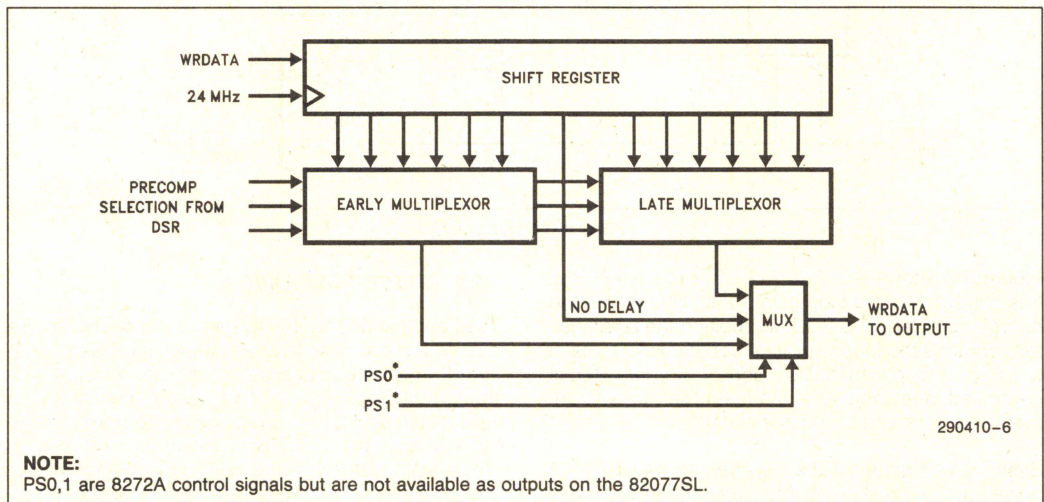 WRDATA
24 MHz
SHIFT REGISTER
PRECOMP
SELECTION FROM
DSR
EARLY MULTIPLEXOR
LATE MULTIPLEXOR
NO DELAY
MUX
WRDATA
TO OUTPUT
PS0*
PS1*
290410-6
NOTE:
PS0,1 are 8272A control signals but are not available as outputs on the 82077SL.